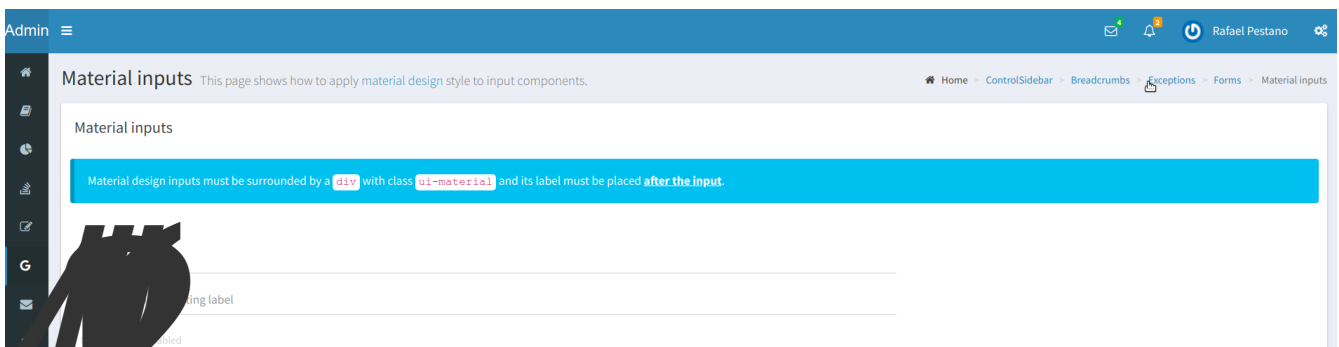 Admin
4
2
Rafael Pestano
Material inputs This page shows how to apply material design style to input components.
Home > ControlSidebar > Breadcrumbs > Exceptions > Forms > Material inputs
Material inputs
Material design inputs must be surrounded by a div with class ui-material and its label must be placed after the input.
G
label